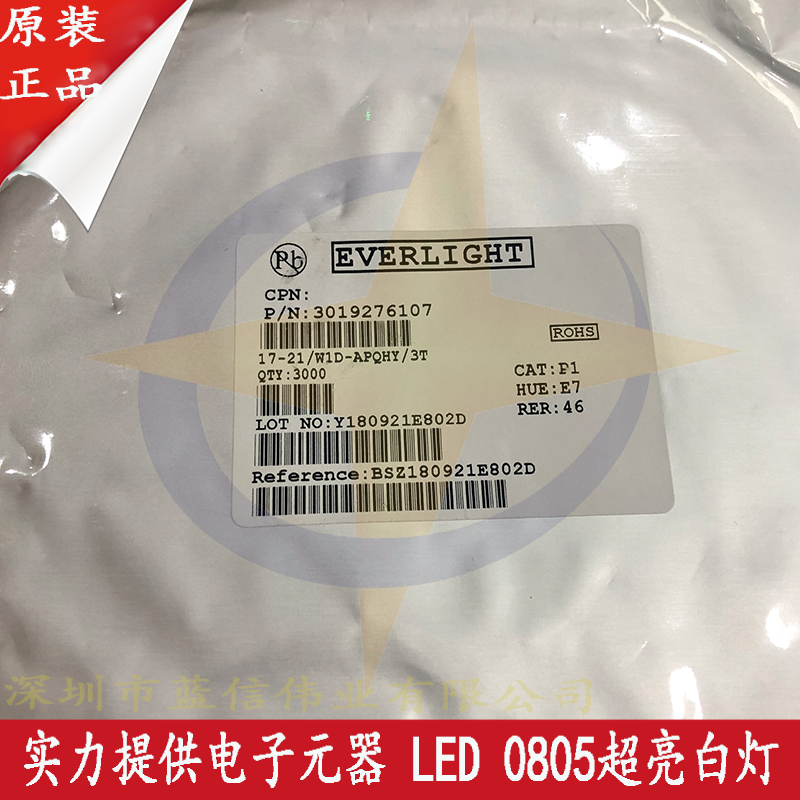 原装
正品
Pb
EVERLIGHT
CPN:
P/N:3019276107
ROHS
17-21/W1D-APQHY/3T
QTY:3000
CAT:P1
HUE:E7
LOT NO:Y180921E802D
RER:46
Reference:BSZ180921E802D
深圳市蓝信伟业有限公司
实力提供电子元器 LED 0805超亮白灯